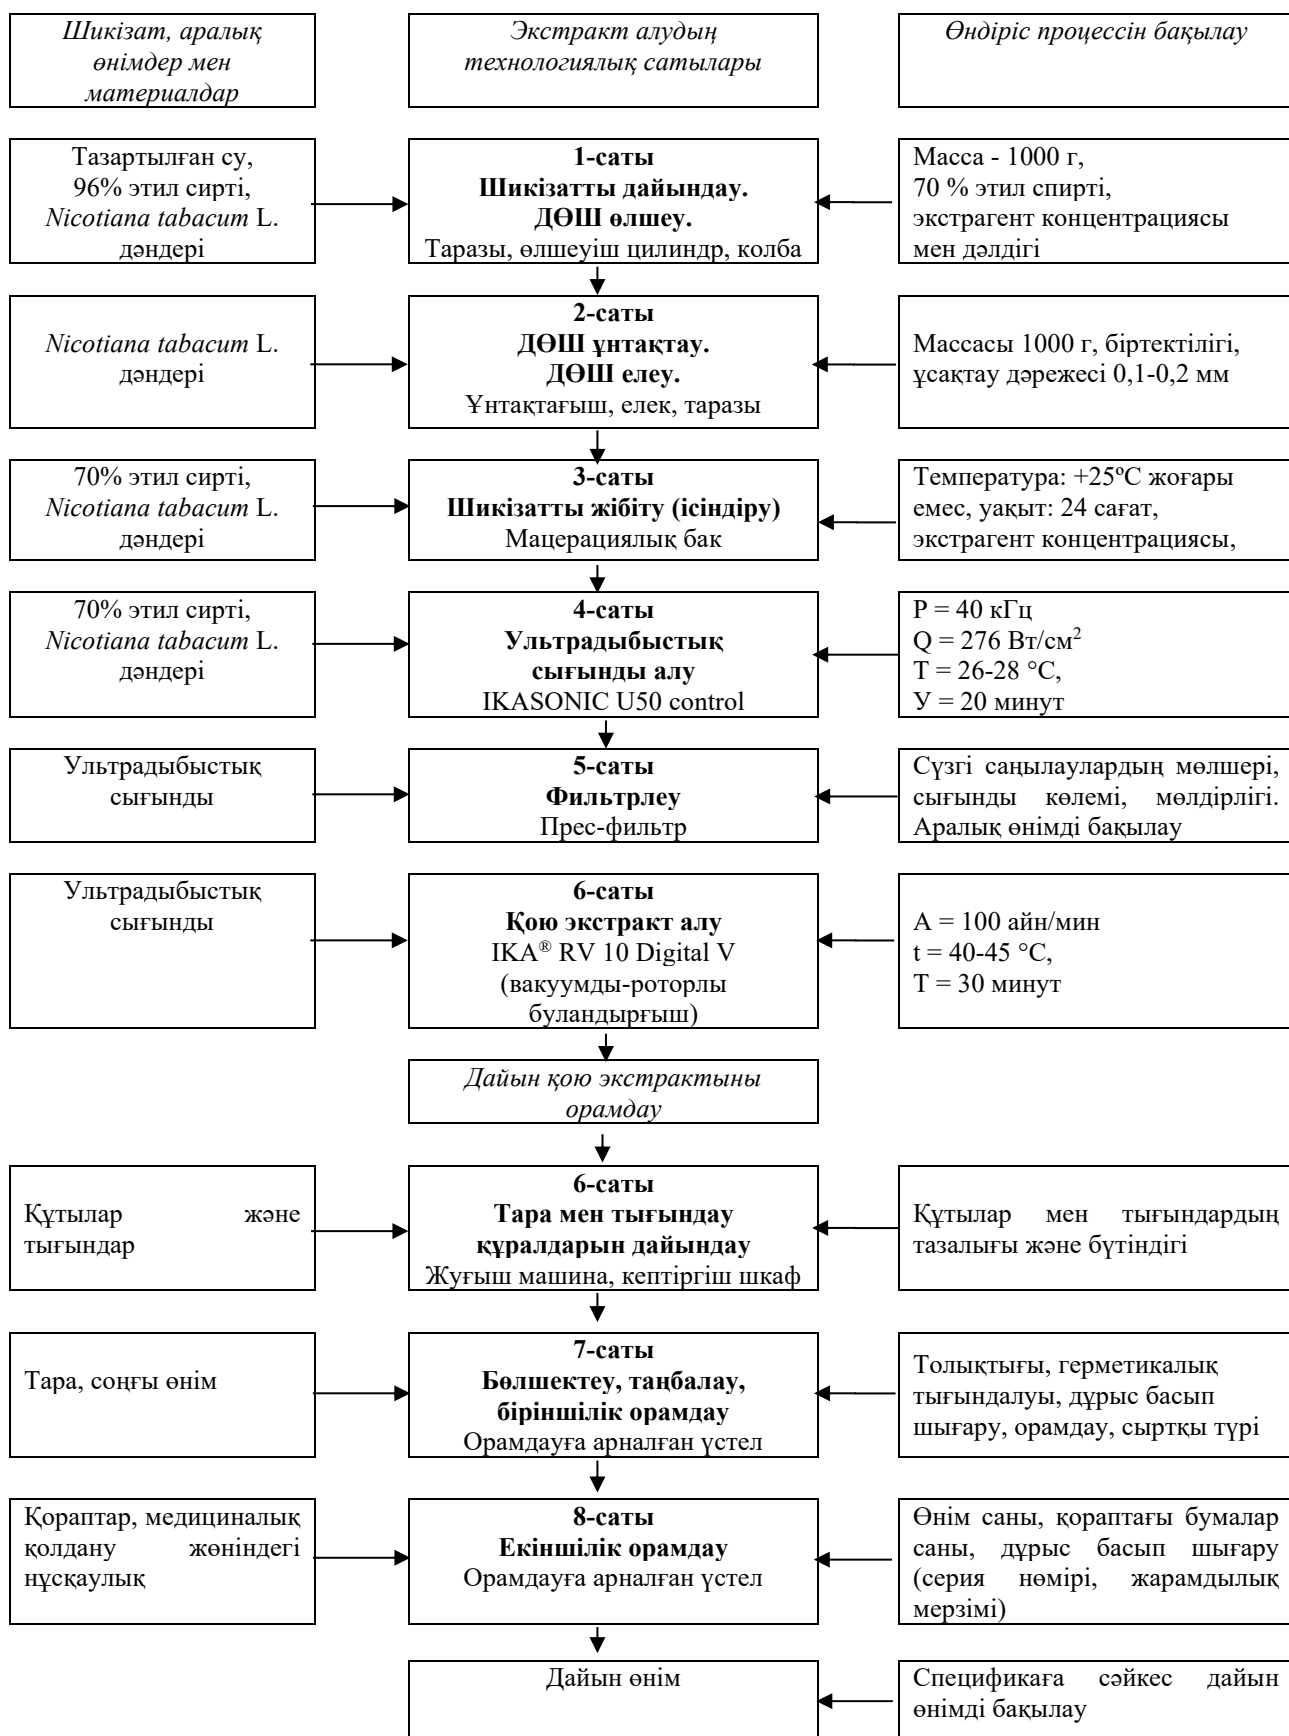 Шикізат, аралық
өнімдер мен
материалдар
Экстракт алудың
технологиялық сатылары
Өндіріс процессін бақылау
Тазартылған су,
96% этил сирті,
Nicotiana tabacum L.
дәндері
1-саты
Шикізатты дайындау.
ДӨШ өлшеу.
Таразы, өлшеуіш цилиндр, колба
Масса - 1000 г,
70 % этил спирті,
экстрагент концентрациясы
мен дәлдігі
Nicotiana tabacum L.
дәндері
2-саты
ДӨШ ұнтақтау.
ДӨШ елеу.
Ұнтақтағыш, елек, таразы
Массасы 1000 г, біртектілігі,
ұсақтау дәрежесі 0,1-0,2 мм
70% этил сирті,
Nicotiana tabacum L.
дәндері
3-саты
Шикізатты жібіту (ісіндіру)
Мацерациялық бак
Температура: +25ºС жоғары
емес, уақыт: 24 сағат,
экстрагент концентрациясы,
70% этил сирті,
Nicotiana tabacum L.
дәндері
4-саты
Ультрадыбыстық
сығынды алу
IKASONIC U50 control
P = 40 кГц
Q = 276 Вт/см²
T = 26-28 °C,
У = 20 минут
Ультрадыбыстық
сығынды
5-саты
Фильтрлеу
Прес-фильтр
Сүзгі саңылаулардың мөлшері,
сығынды көлемі, мөлдірлігі.
Аралық өнімді бақылау
Ультрадыбыстық
сығынды
6-саты
Қою экстракт алу
IKA® RV 10 Digital V
(вакуумды-роторлы
буландырғыш)
А = 100 айн/мин
t = 40-45 °C,
Т = 30 минут
Дайын қою экстрактыны
орамдау
Құтылар және
тығындар
6-саты
Тара мен тығындау
құралдарын дайындау
Жуғыш машина, кептіргіш шкаф
Құтылар мен тығындардың
тазалығы және бүтіндігі
Тара, соңғы өнім
7-саты
Бөлшектеу, таңбалау,
біріншілік орамдау
Орамдауға арналған үстел
Толықтығы, герметикалық
тығындалуы, дұрыс басып
шығару, орамдау, сыртқы түрі
Қораптар, медициналық
қолдану жөніндегі
нұсқаулық
8-саты
Екіншілік орамдау
Орамдауға арналған үстел
Өнім саны, қораптағы бумалар
саны, дұрыс басып шығару
(серия нөмірі, жарамдылық
мерзімі)
Дайын өнім
Спецификаға сәйкес дайын
өнімді бақылау